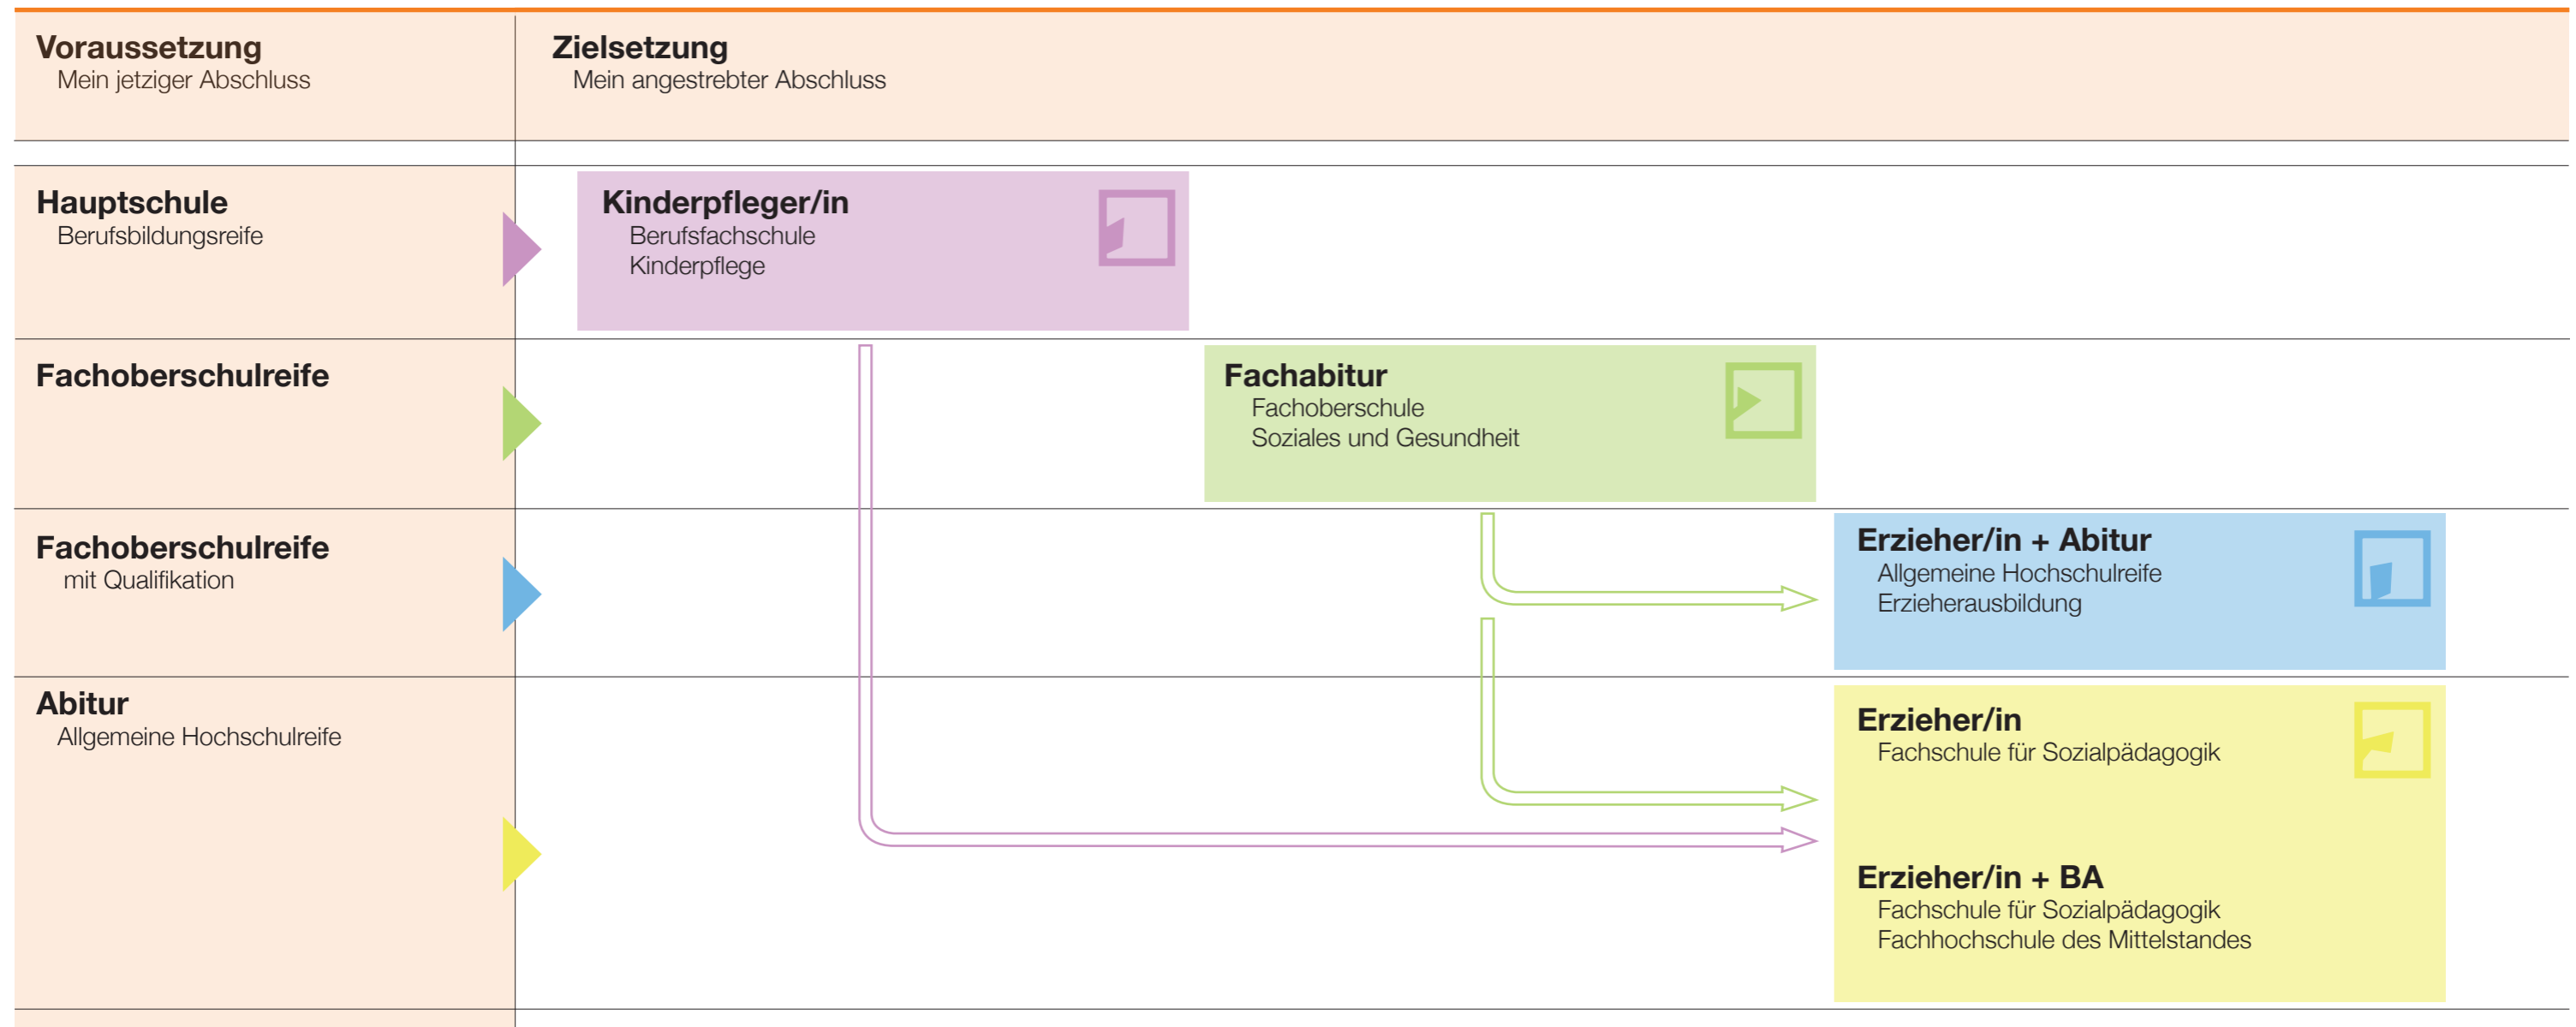 Voraussetzung
Mein jetziger Abschluss
Zielsetzung
Mein angestrebter Abschluss
Hauptschule
Berufsbildungsreife
Kinderpfleger/in
Berufsfachschule
Kinderpflege
Fachoberschulreife
Fachabitur
Fachoberschule
Soziales und Gesundheit
Fachoberschulreife
mit Qualifikation
Erzieher/in + Abitur
Allgemeine Hochschulreife
Erzieherausbildung
Abitur
Allgemeine Hochschulreife
Erzieher/in
Fachschule für Sozialpädagogik
Erzieher/in + BA
Fachschule für Sozialpädagogik
Fachhochschule des Mittelstandes